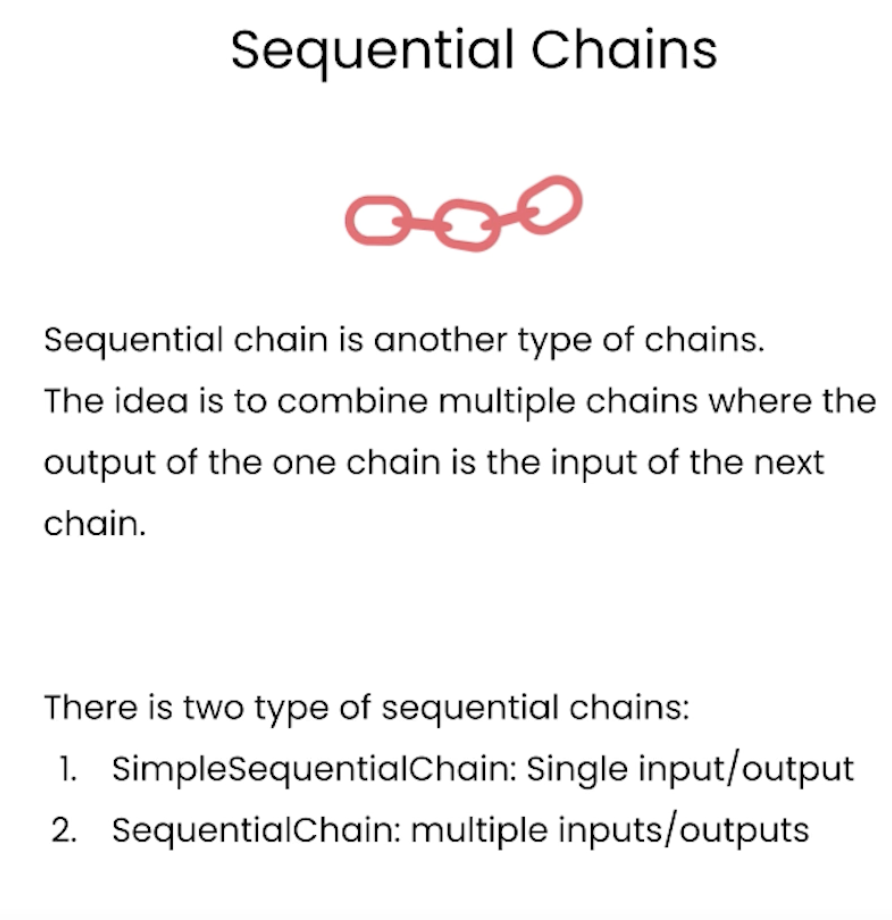 Sequential Chains
Sequential chain is another type of chains.
The idea is to combine multiple chains where the
output of the one chain is the input of the next
chain.
There is two type of sequential chains:
1. SimpleSequentialChain: Single input/output
2. SequentialChain: multiple inputs/outputs